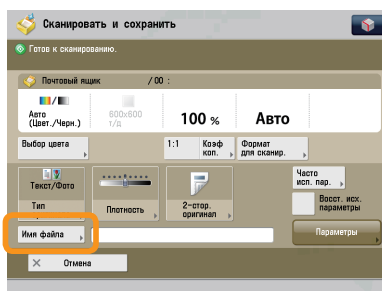 Сканировать и сохранить
Готов к сканированию.
Почтовый ящик / 00 :
Авто
(Цвет./Черн.)
600x600
т/д
100 %
Авто
Выбор цвета
1:1
Коэф
коп.
Формат
для сканир.
Текст/Фото
Тип
Плотность
2-стор.
оригинал
Часто
исп. пар.
Восст. исх.
параметры
Имя файла
Параметры
Отмена